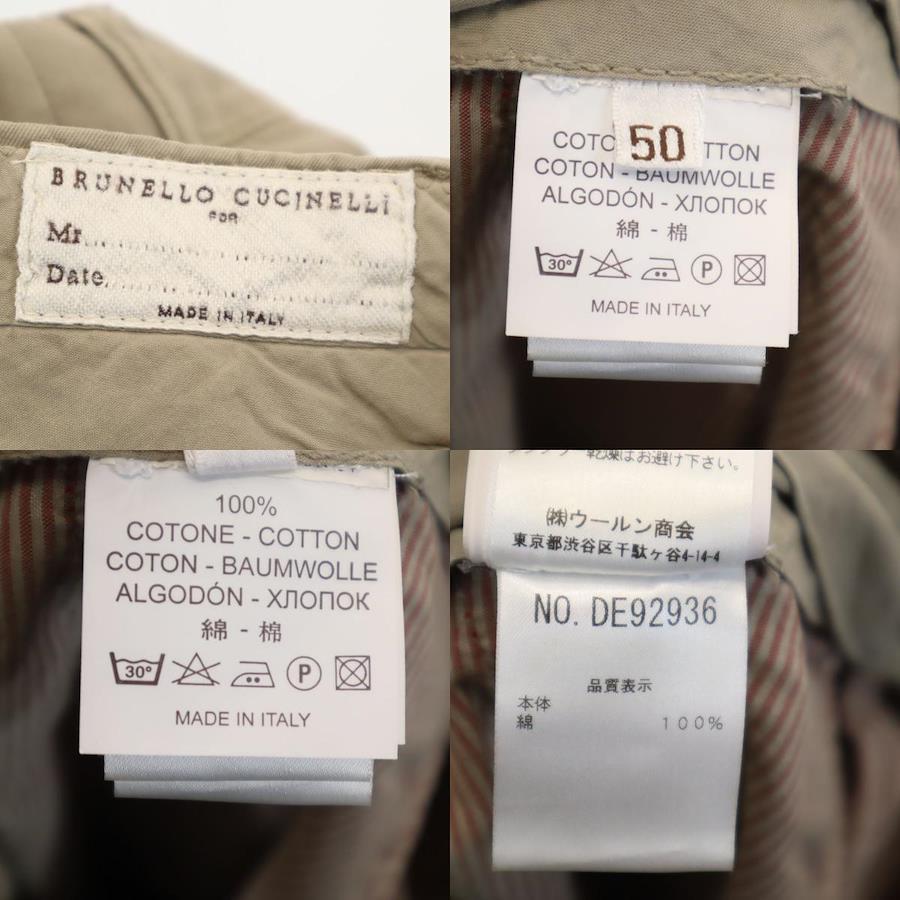 BRUNELLO CUCINELLI
FOR
Mr
Date
MADE IN ITALY
50
COTO TTON
COTON - BAUMWOLLE
ALGODÓN - ХЛОПОК
綿 - 棉
30°
P
MADE IN ITALY
100%
COTONE - COTTON
COTON - BAUMWOLLE
ALGODÓN - ХЛОПОК
綿 - 棉
30°
P
MADE IN ITALY
乾燥はお避け下さい。
㈱ウールン商会
東京都渋谷区千駄ヶ谷4-14-4
NO. DE92936
品質表示
本体
綿 100%